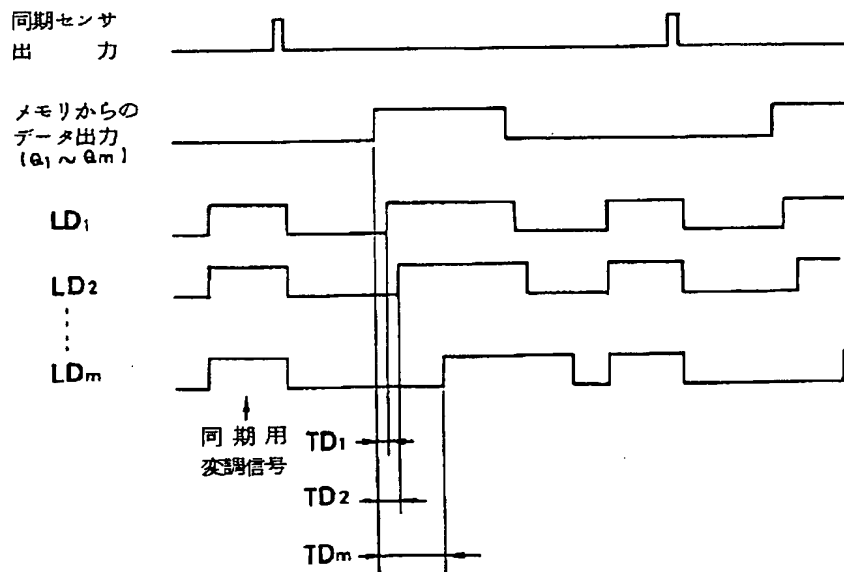 同期センサ
出力
メモリからの
データ出力
(Q1~Qm)
LD1
LD2
LDm
同期用
変調信号
TD1
TD2
TDm